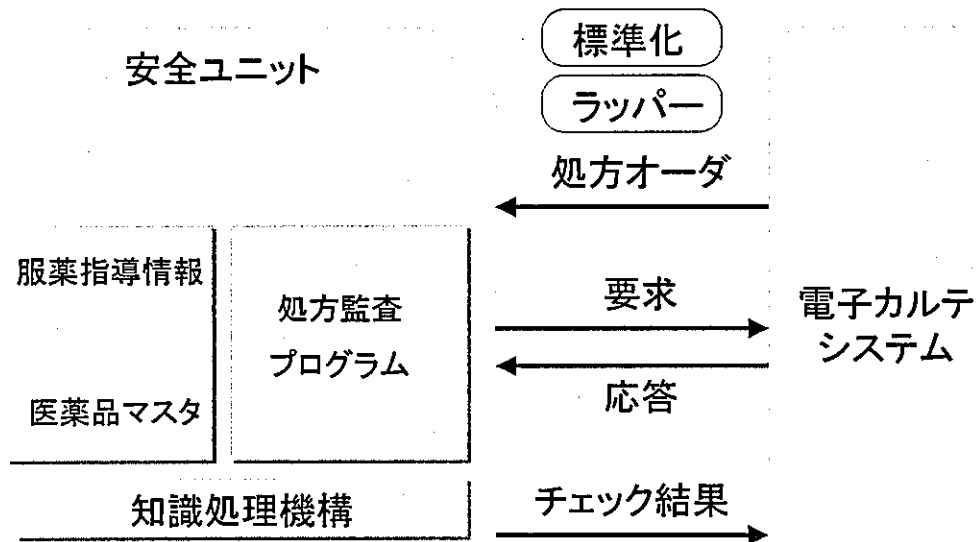 安全ユニット
標準化
ラッパー
処方オーダ
服薬指導情報
処方監査
プログラム
医薬品マスタ
要求
応答
電子カルテ
システム
知識処理機構
チェック結果